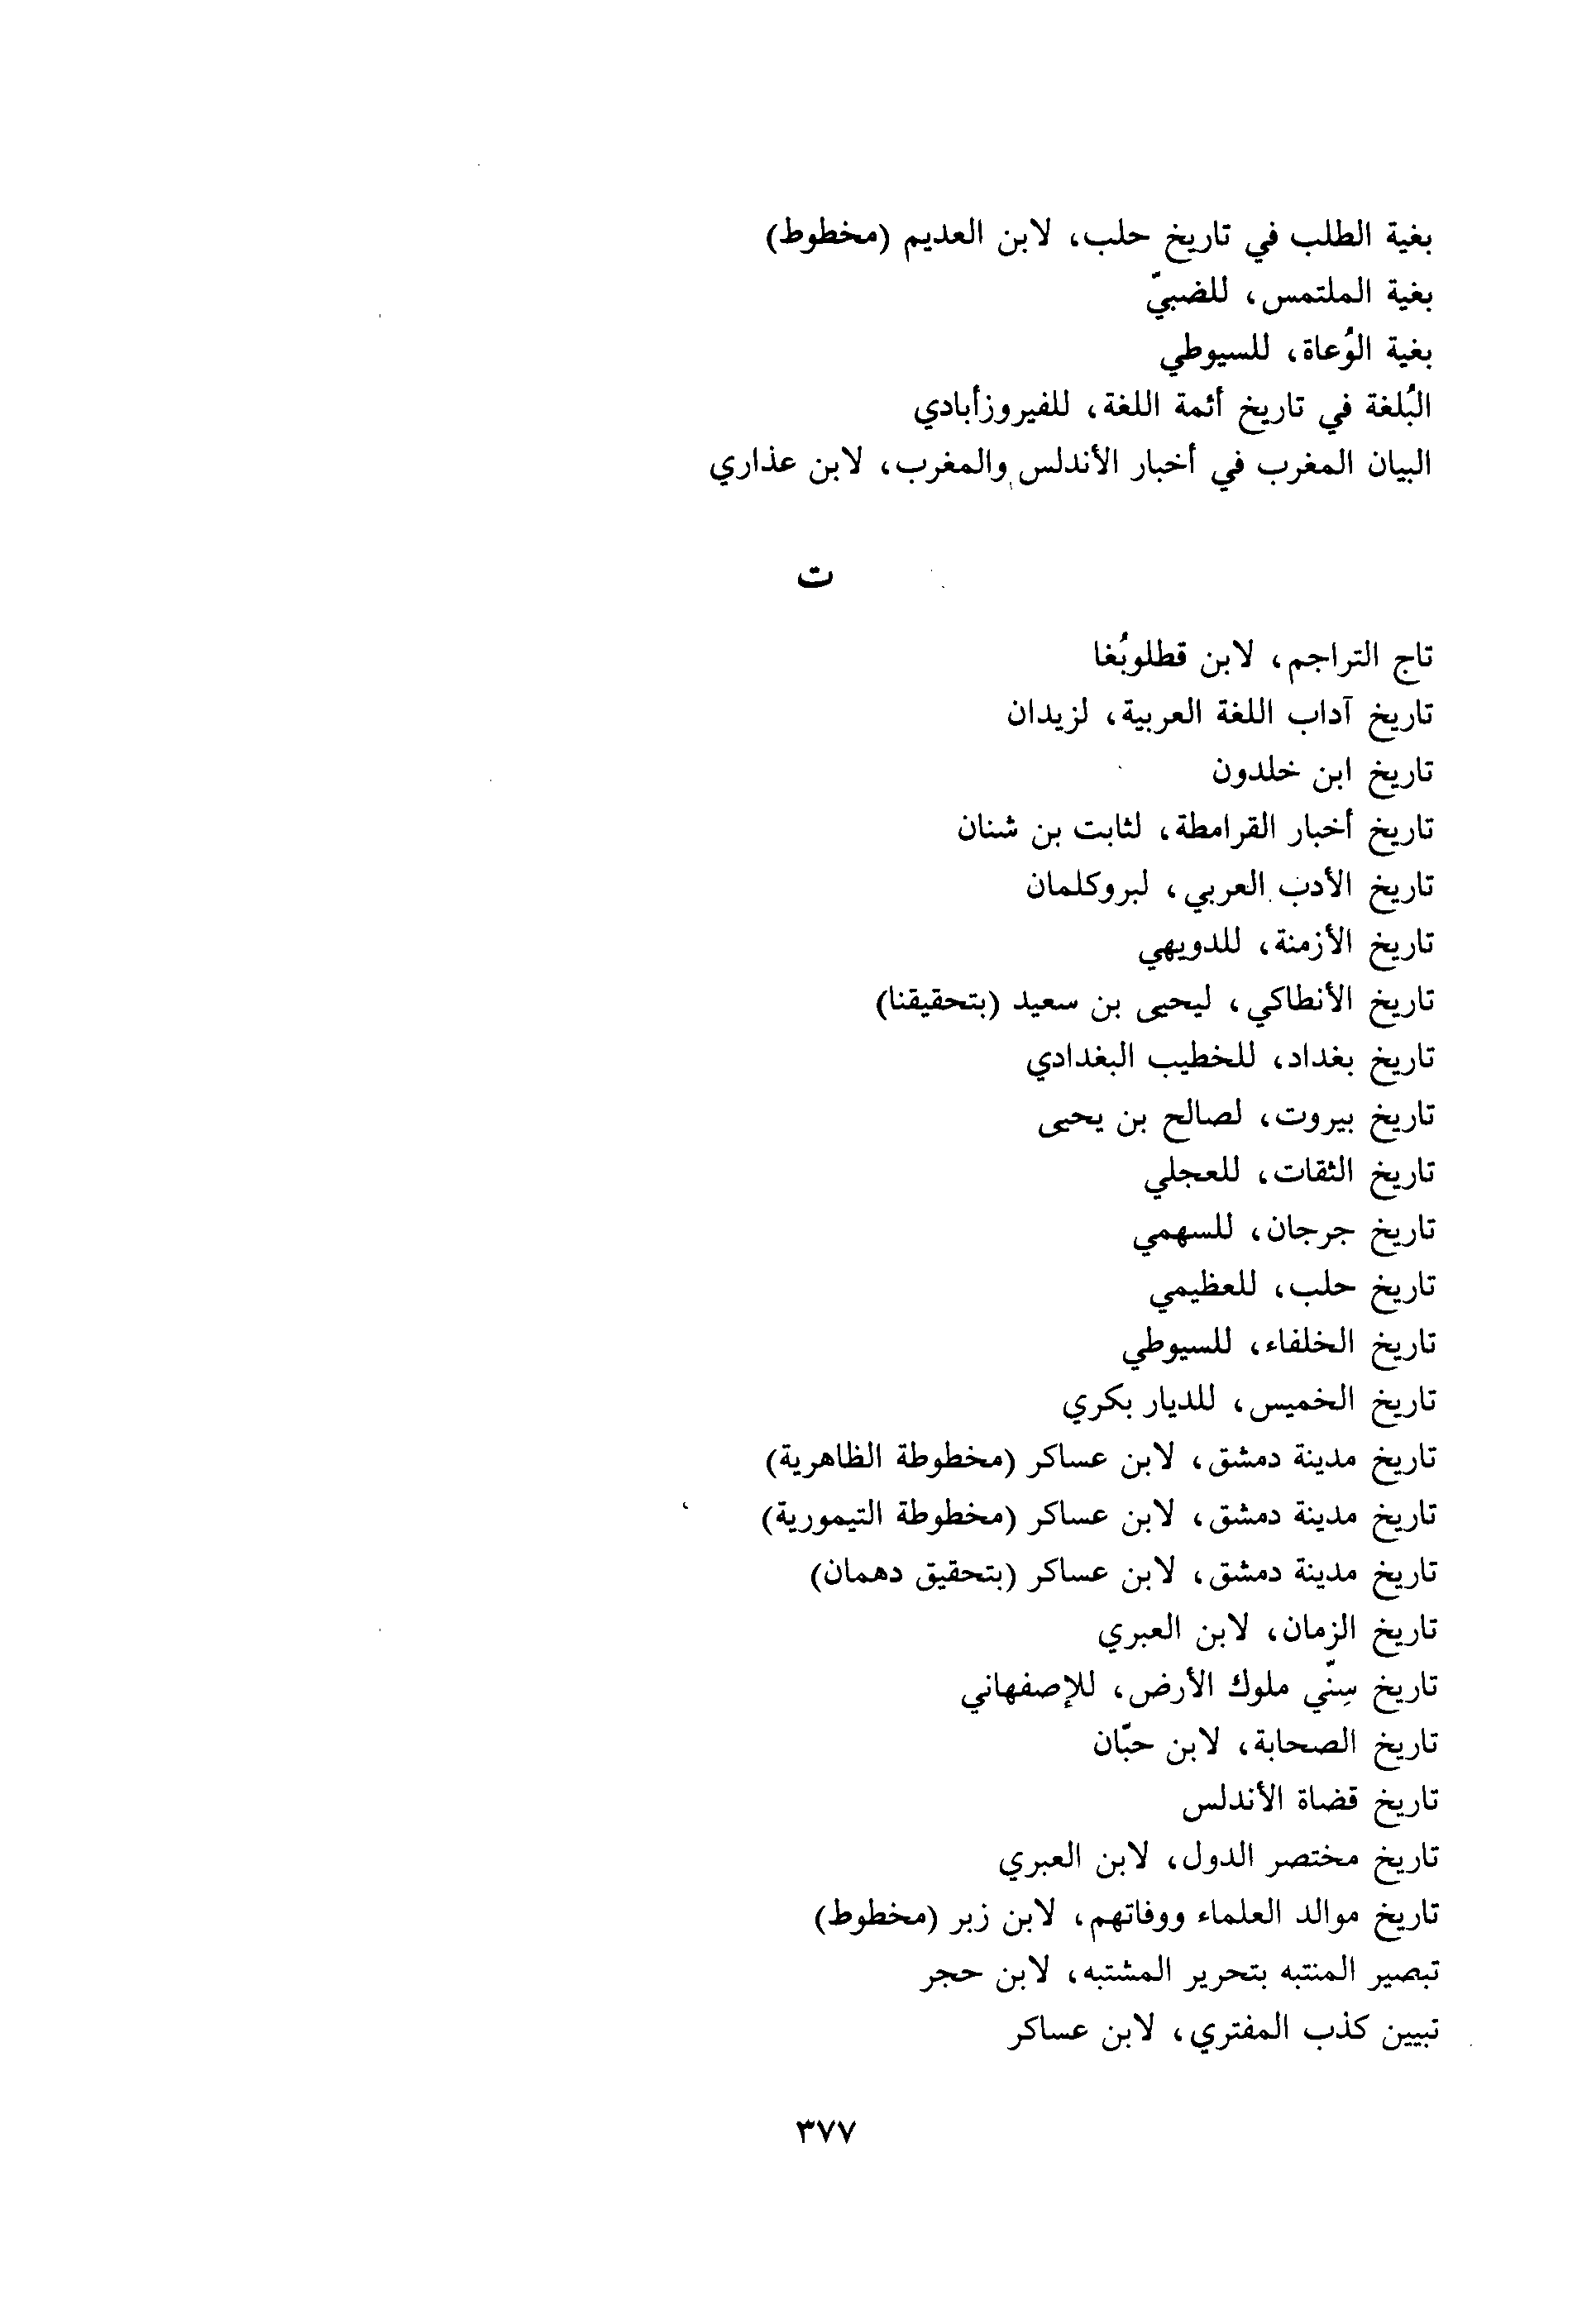 بغية الطلب في تاريخ حلب، لابن العديم (مخطوط)
بغية الملتمس، للضبيّ
بغية الوُعاة، للسيوطي
البُلغة في تاريخ أئمة اللغة، للفيروزأبادي
البيان المغرب في أخبار الأندلس والمغرب، لابن عذاري
ت
تاج التراجم، لابن قطلوبُغا
تاريخ آداب اللغة العربية، لزيدان
تاريخ ابن خلدون
تاريخ أخبار القرامطة، لثابت بن شنان
تاريخ الأدب العربي، لبروكلمان
تاريخ الأزمنة، للدويهي
تاريخ الأنطاكي، ليحيى بن سعيد (بتحقيقنا)
تاريخ بغداد، للخطيب البغدادي
تاريخ بيروت، لصالح بن يحيى
تاريخ الثقات، للعجلي
تاريخ جرجان، للسهمي
تاريخ حلب، للعظيمي
تاريخ الخلفاء، للسيوطي
تاريخ الخميس، للديار بكري
تاريخ مدينة دمشق، لابن عساكر (مخطوطة الظاهرية)
تاريخ مدينة دمشق، لابن عساكر (مخطوطة التيمورية)
تاريخ مدينة دمشق، لابن عساكر (بتحقيق دهمان)
تاريخ الزمان، لابن العبري
تاريخ سِنّي ملوك الأرض، للإصفهاني
تاريخ الصحابة، لابن حبّان
تاريخ قضاة الأندلس
تاريخ مختصر الدول، لابن العبري
تاريخ موالد العلماء ووفاتهم، لابن زبر (مخطوط)
تبصير المنتبه بتحرير المشتبه، لابن حجر
تبيين كذب المفتري، لابن عساكر
٣٧٧